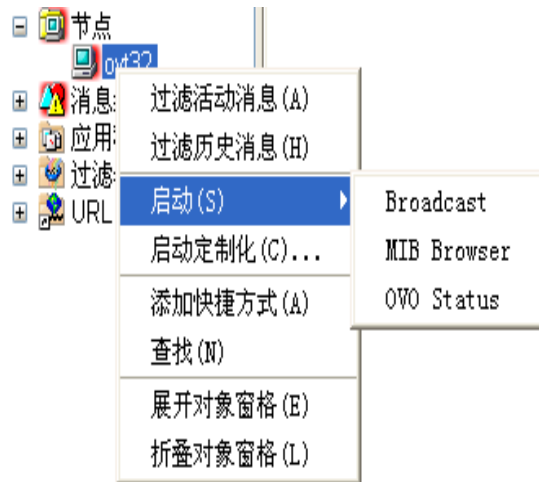 节点
ovt32
消息
应用
过滤
URL
过滤活动消息(A)
过滤历史消息(H)
启动(S)
启动定制化(C)...
添加快捷方式(A)
查找(N)
展开对象窗格(E)
折叠对象窗格(L)
Broadcast
MIB Browser
OVO Status